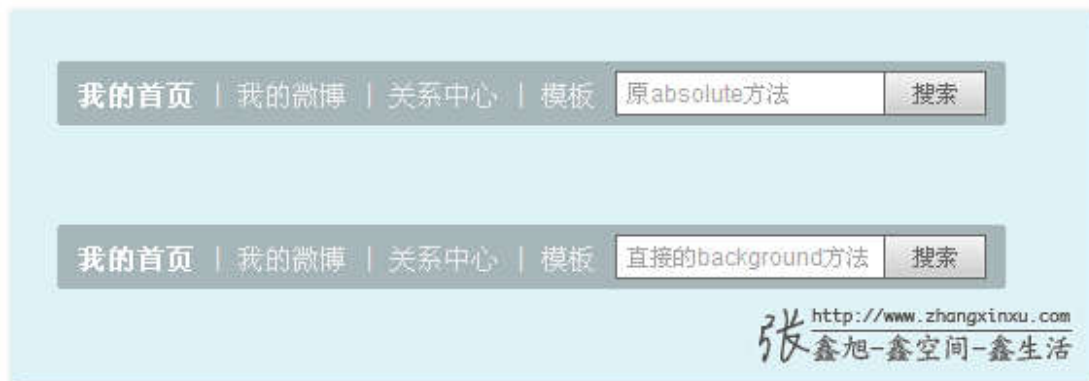 我的首页 | 我的微博 | 关系中心 | 模板 原absolute方法 搜索
我的首页 | 我的微博 | 关系中心 | 模板 直接的background方法 搜索
张 http://www.zhangxinxu.com
鑫旭-鑫空间-鑫生活